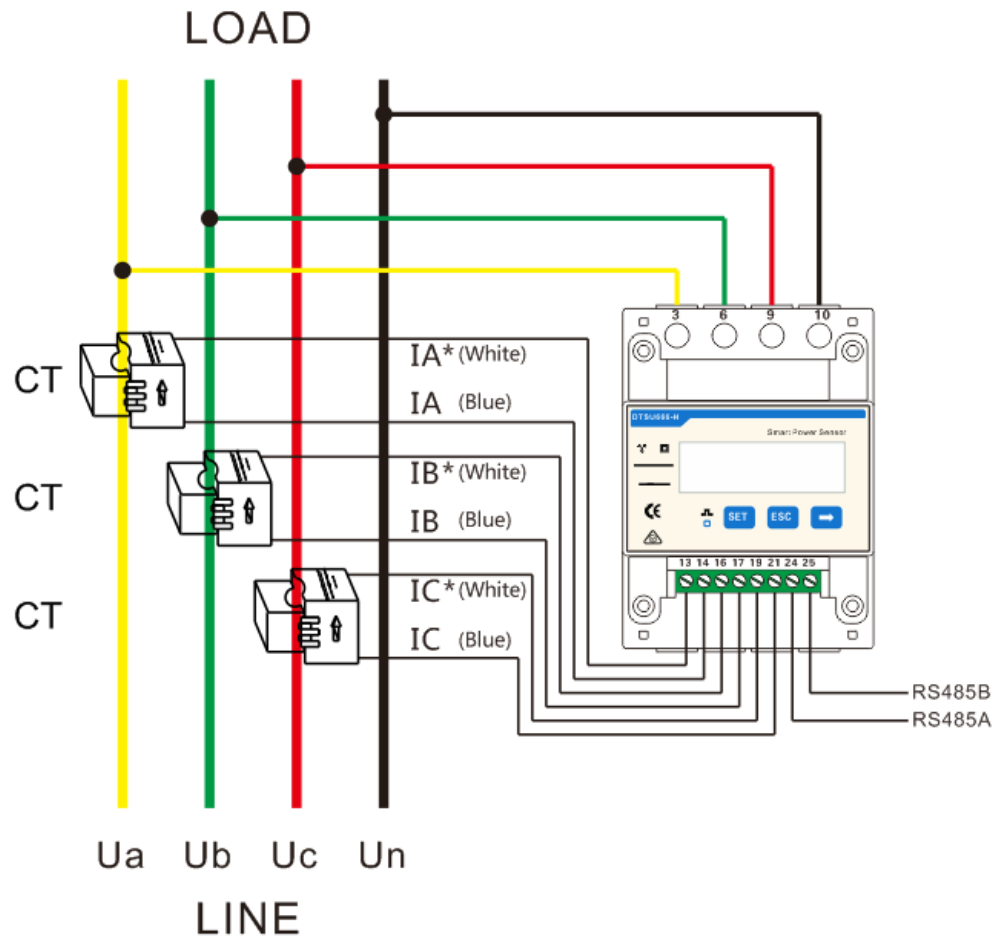 LOAD
3 6 9 10
CT
IA* (White)
IA (Blue)
DTSU666-H
Smart Power Sensor
CT
IB* (White)
IB (Blue)
CE
SET ESC
13 14 16 17 19 21 24 25
CT
IC* (White)
IC (Blue)
RS485B
RS485A
Ua Ub Uc Un
LINE